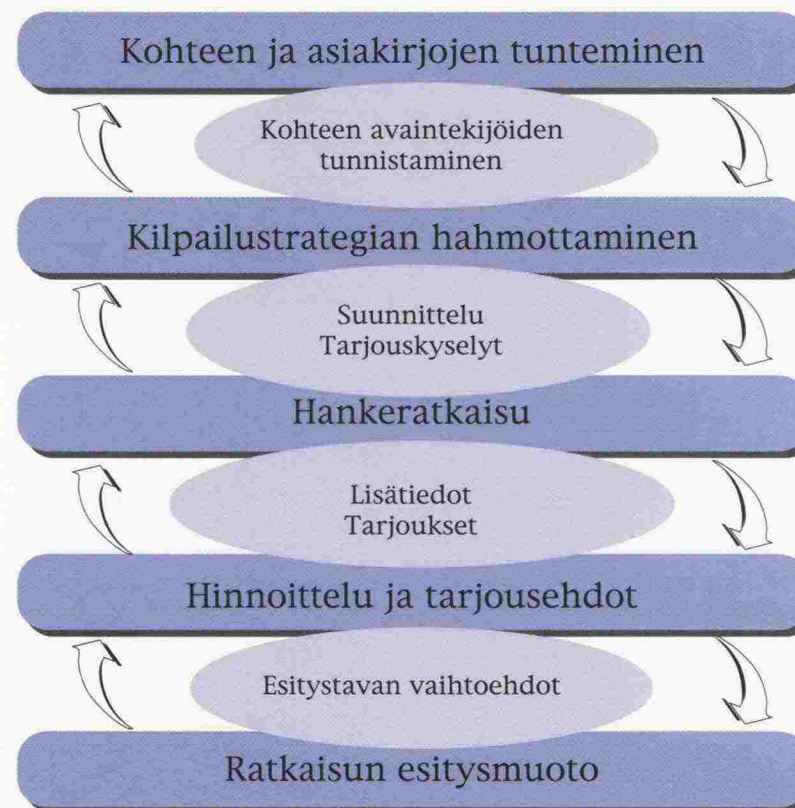 Kohteen ja asiakirjojen tunteminen
Kohteen avaintekijöiden
tunnistaminen
Kilpailustrategian hahmottaminen
Suunnittelu
Tarjouskyselyt
Hankeratkaisu
Lisätiedot
Tarjoukset
Hinnoittelu ja tarjousehdot
Esitystavan vaihtoehdot
Ratkaisun esitysmuoto